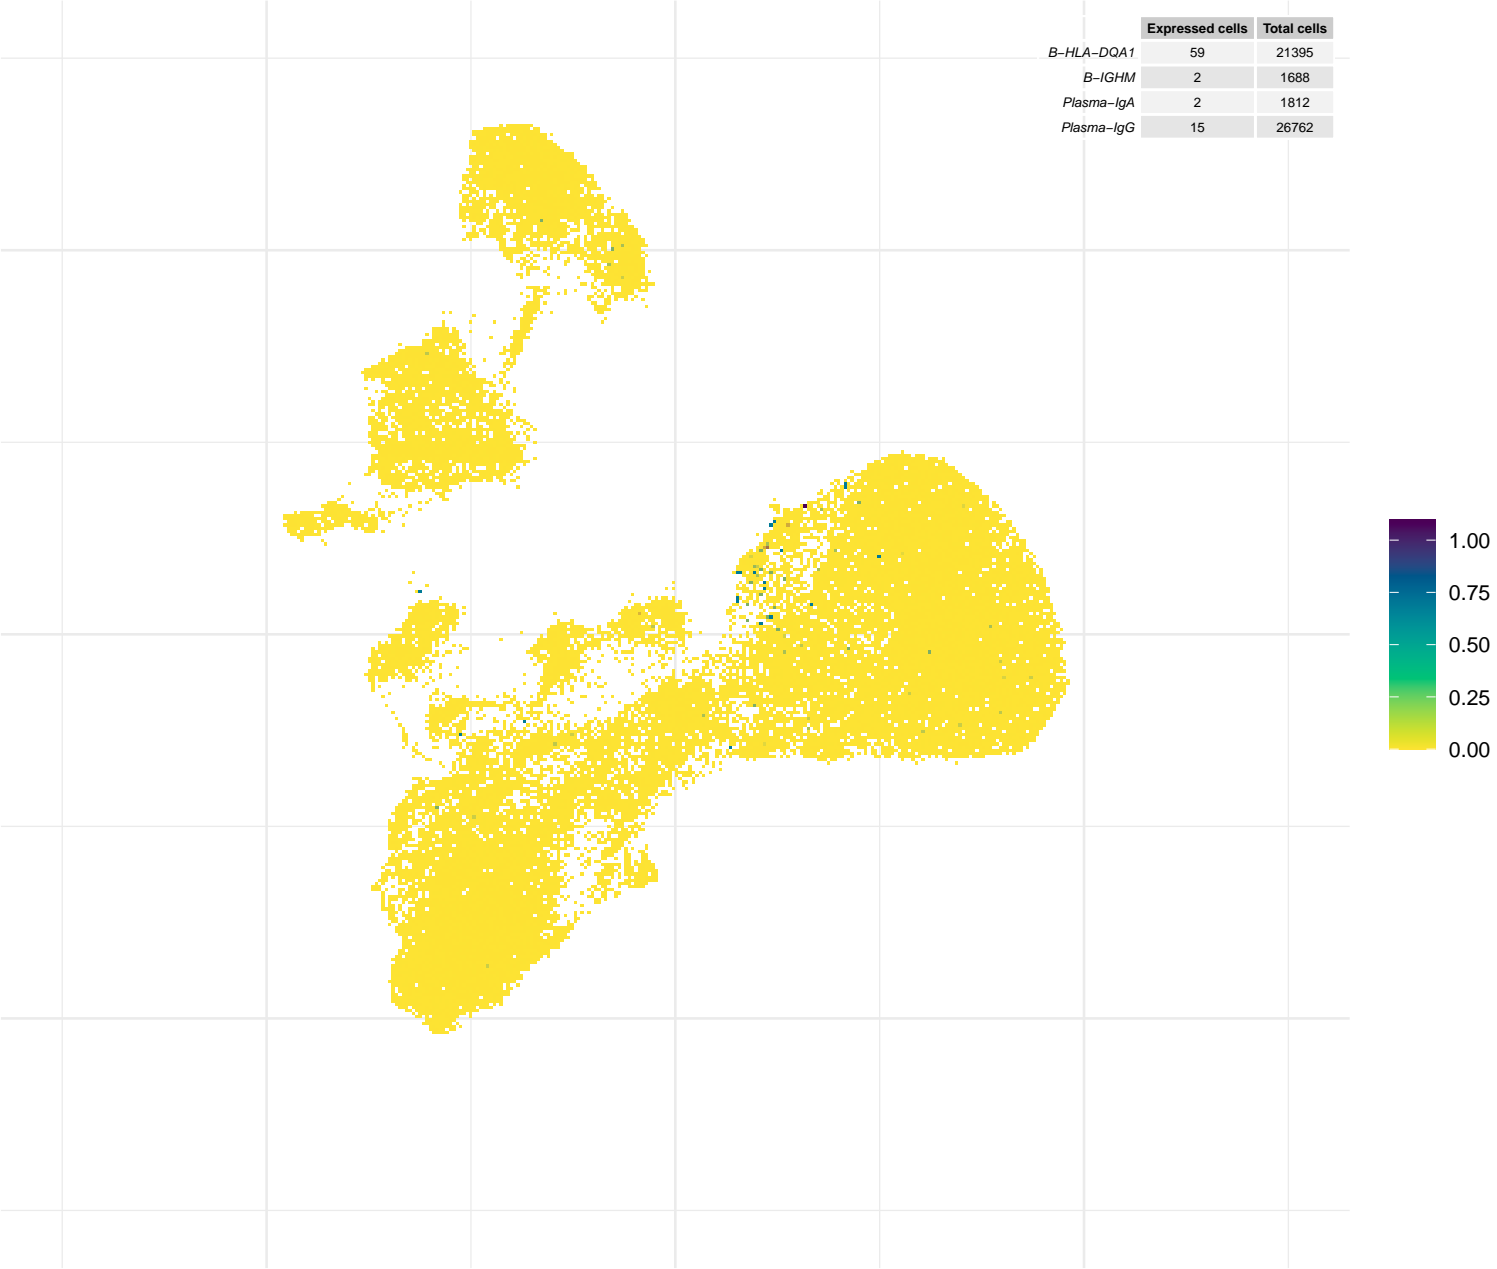 Expressed cells Total cells
B−HLA−DQA1 59 21395
B−IGHM 2 1688
Plasma−IgA 2 1812
Plasma−IgG 15 26762
1.00
0.75
0.50
0.25
0.00